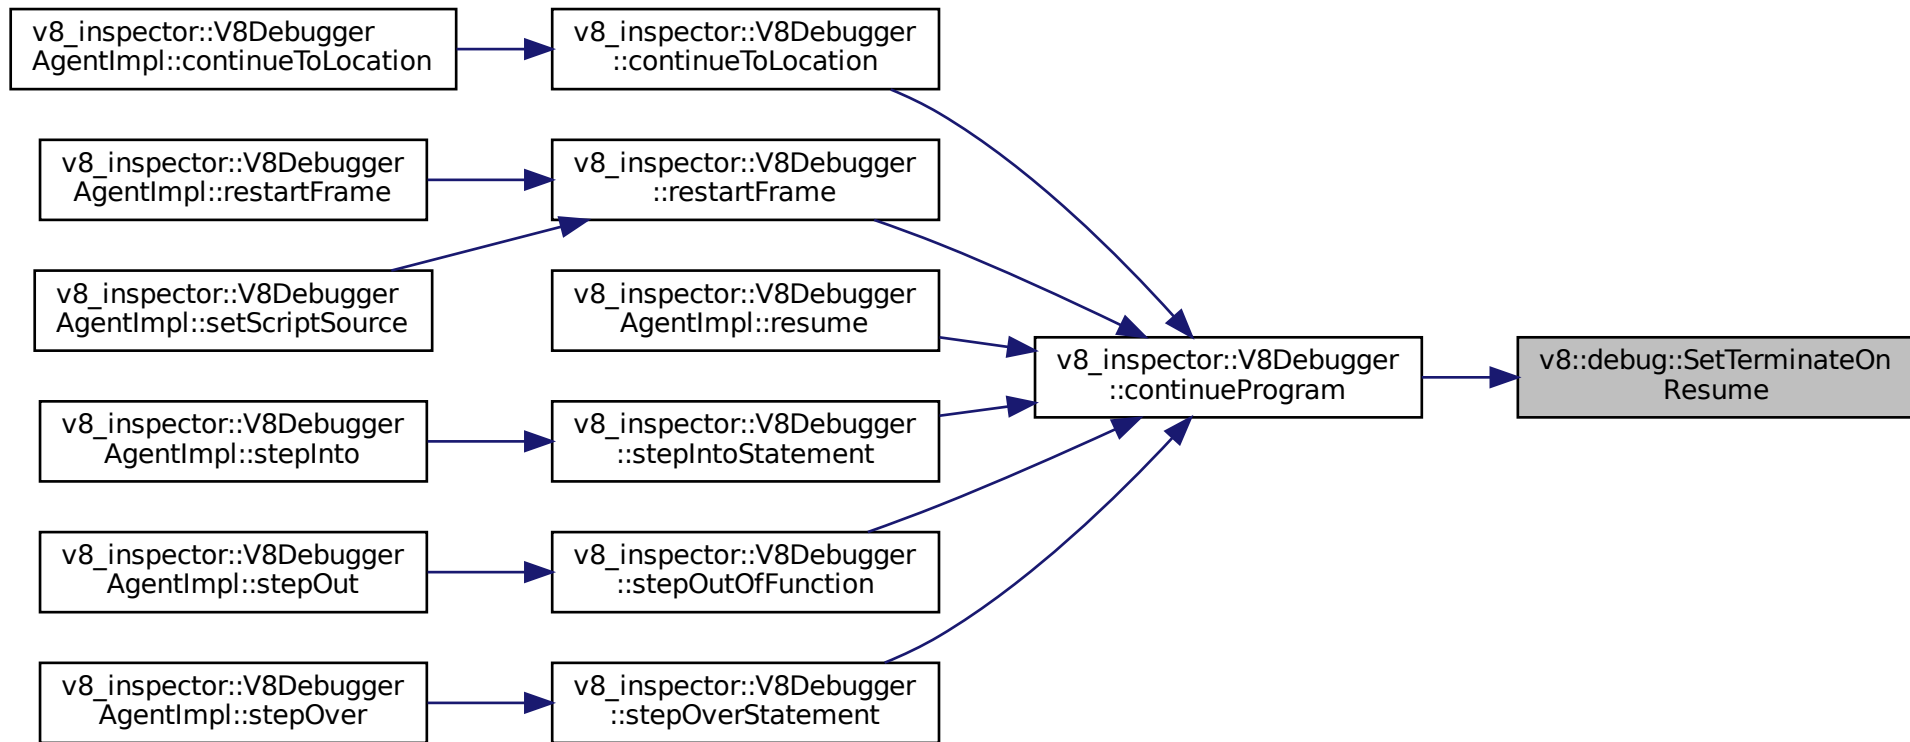 v8_inspector::V8Debugger
AgentImpl::continueToLocation
v8_inspector::V8Debugger
::continueToLocation
v8_inspector::V8Debugger
AgentImpl::restartFrame
v8_inspector::V8Debugger
::restartFrame
v8_inspector::V8Debugger
AgentImpl::setScriptSource
v8_inspector::V8Debugger
AgentImpl::resume
v8_inspector::V8Debugger
::continueProgram
v8::debug::SetTerminateOn
Resume
v8_inspector::V8Debugger
AgentImpl::stepInto
v8_inspector::V8Debugger
::stepIntoStatement
v8_inspector::V8Debugger
AgentImpl::stepOut
v8_inspector::V8Debugger
::stepOutOfFunction
v8_inspector::V8Debugger
AgentImpl::stepOver
v8_inspector::V8Debugger
::stepOverStatement